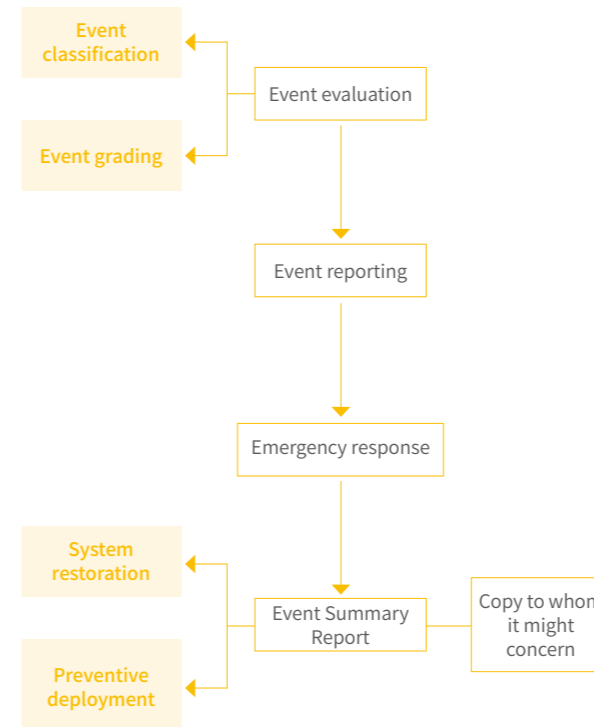 Event
classification
Event evaluation
Event grading
Event reporting
Emergency response
System
restoration
Event Summary
Report
Copy to whom
it might
concern
Preventive
deployment